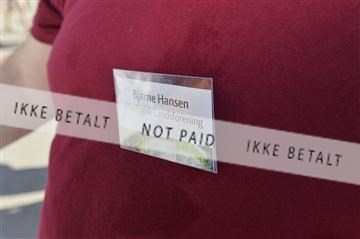 Bjarne Hansen
Landsforening
IKKE BETALT
NOT PAID
IKKE BETALT